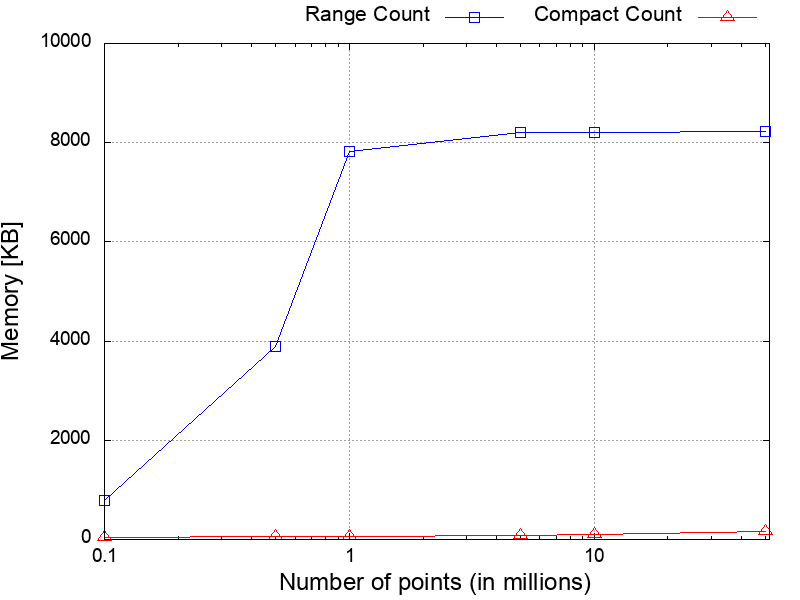 Range Count
Compact Count
10000
8000
6000
4000
2000
0
Memory [KB]
0.1
1
10
Number of points (in millions)